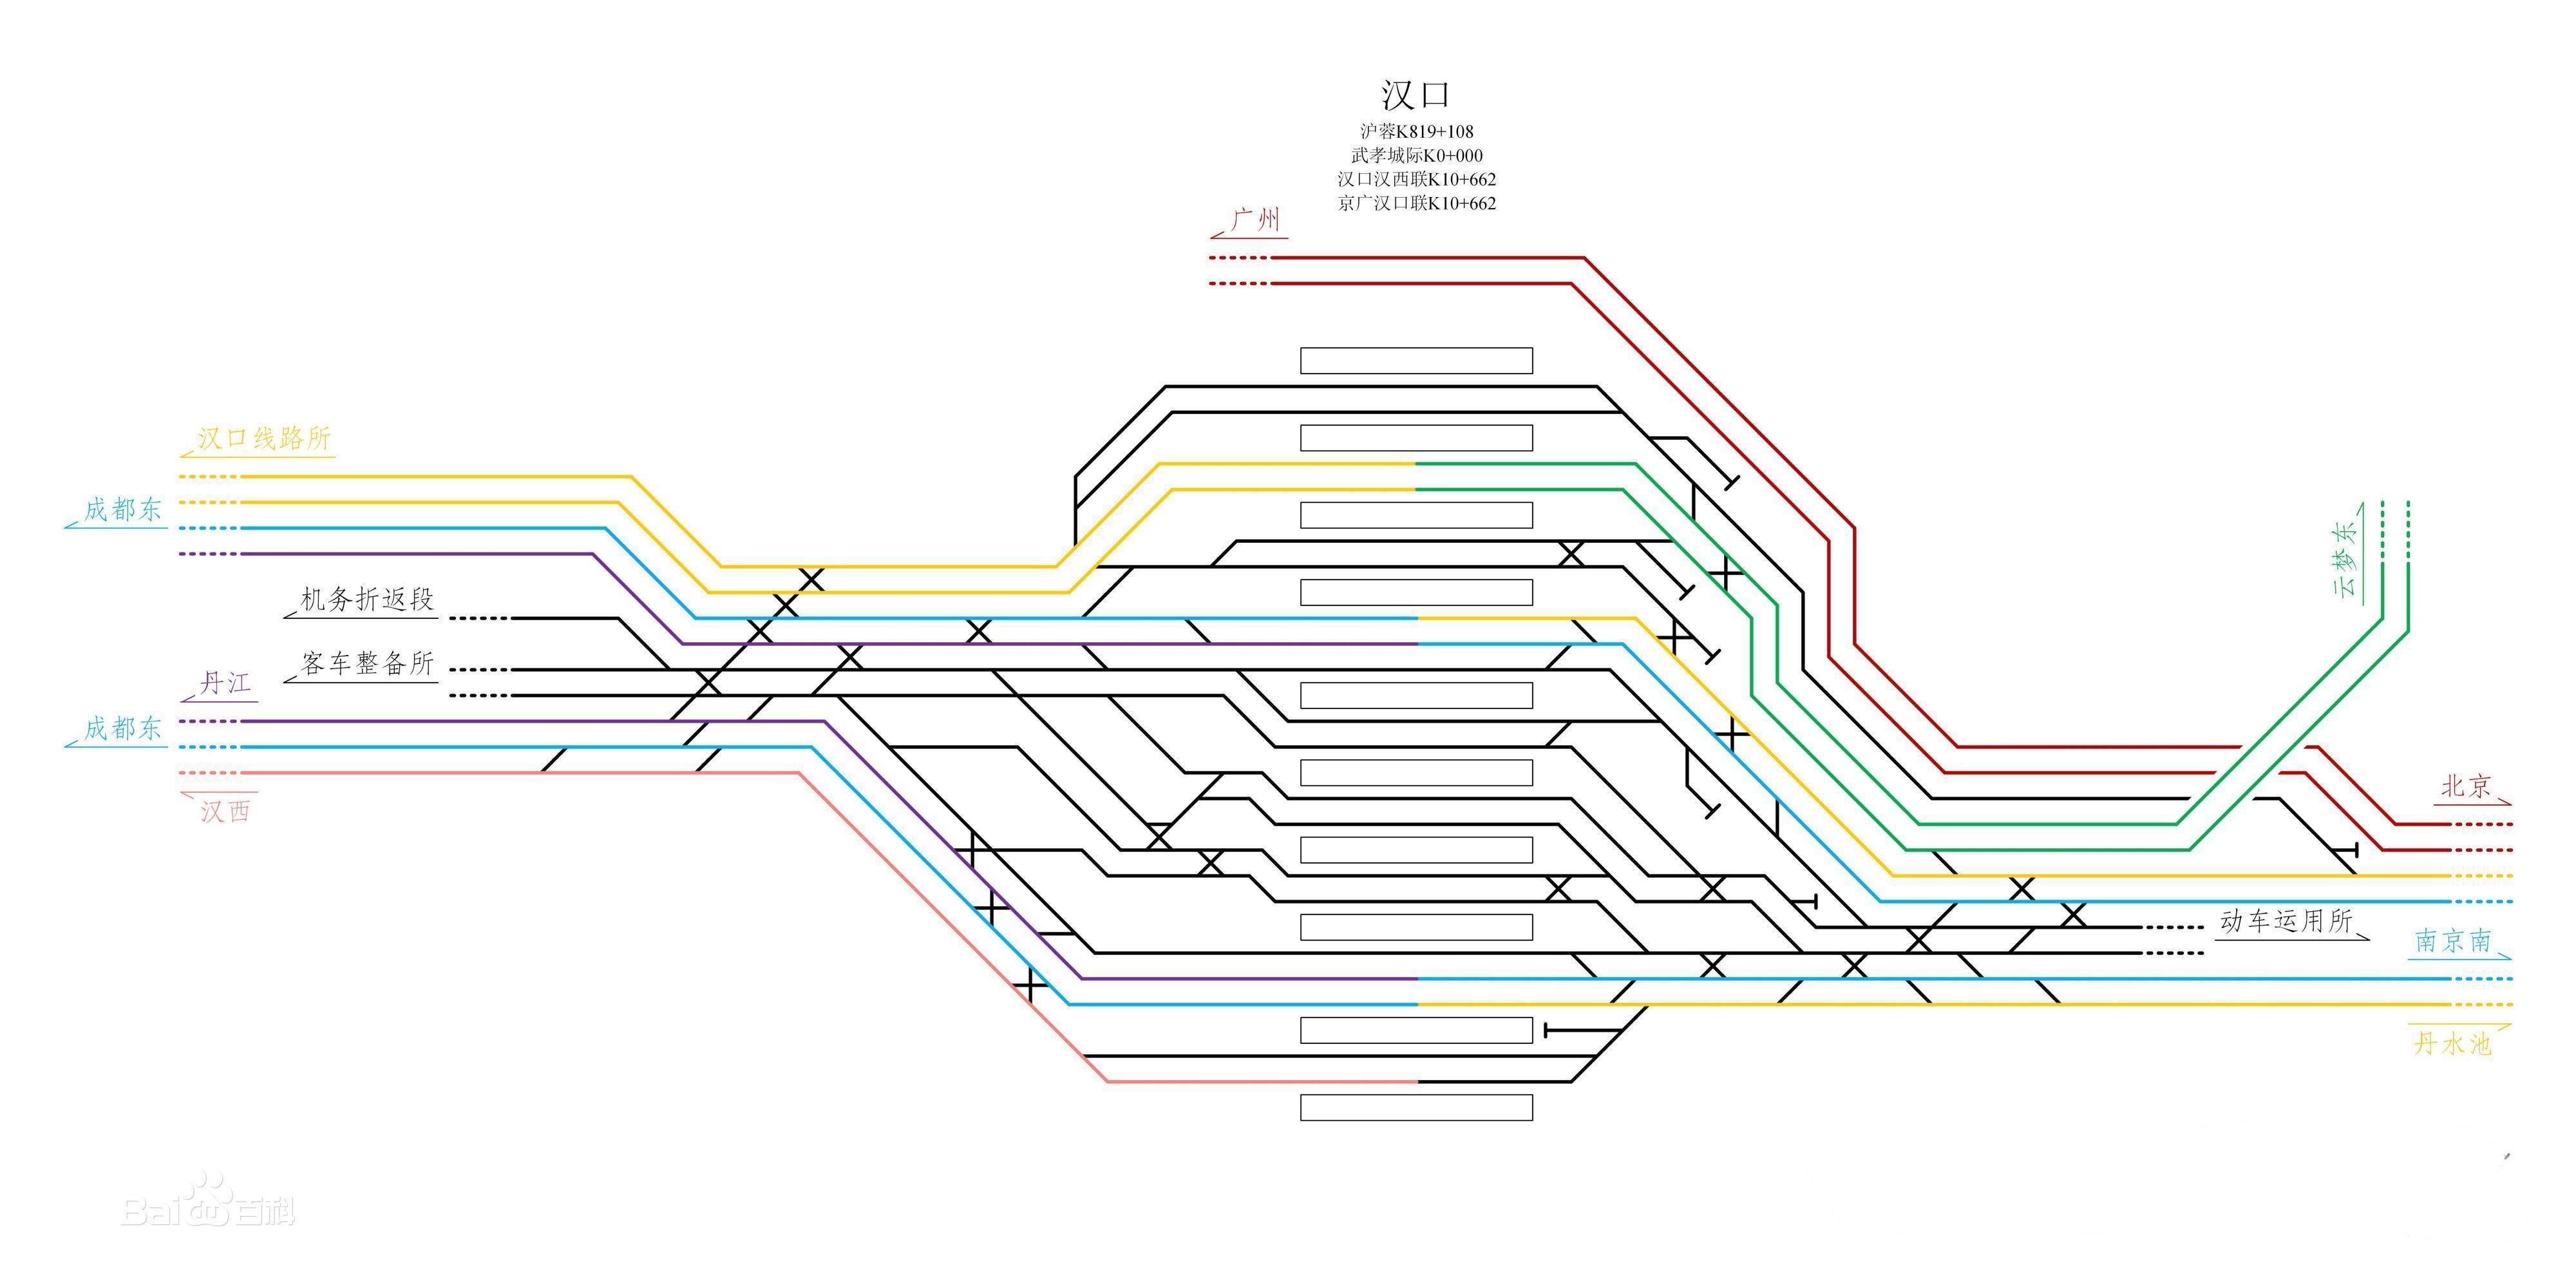 汉口
沪蓉K819+108
武孝城际K0+000
汉口汉西联K10+662
京广汉口联K10+662
广州
汉口线路所
成都东
机务折返段
客车整备所
丹江
成都东
汉西
云梦东
北京
动车运用所
南京南
丹水池
Bai百科